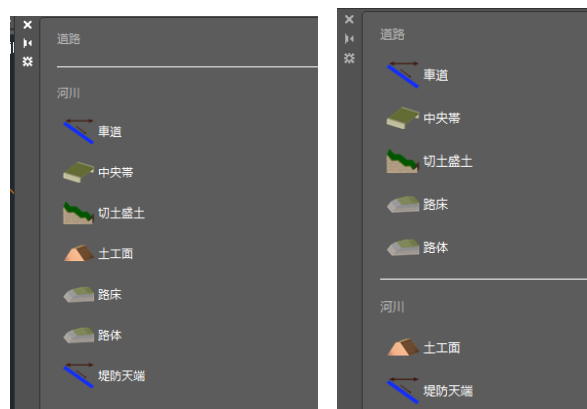 道路
河川
車道
中央帯
切土盛土
土工面
路床
路体
堤防天端
道路
車道
中央帯
切土盛土
路床
路体
河川
土工面
堤防天端